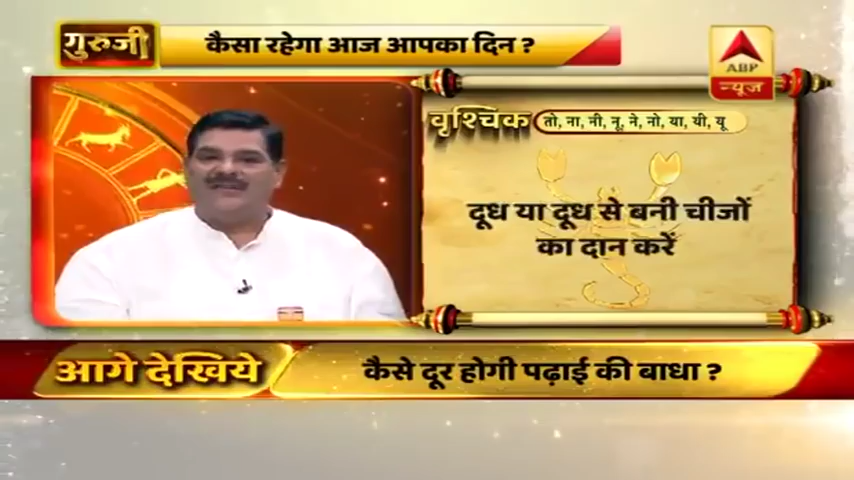 गुरुजी
कैसा रहेगा आज आपका दिन ?
ABP
न्यूज़
वृश्चिक
तो, ना, नी, नू, ने, नो, या, यी, यू
दूध या दूध से बनी चीजों
का दान करें
आगे देखिये
कैसे दूर होगी पढ़ाई की बाधा ?